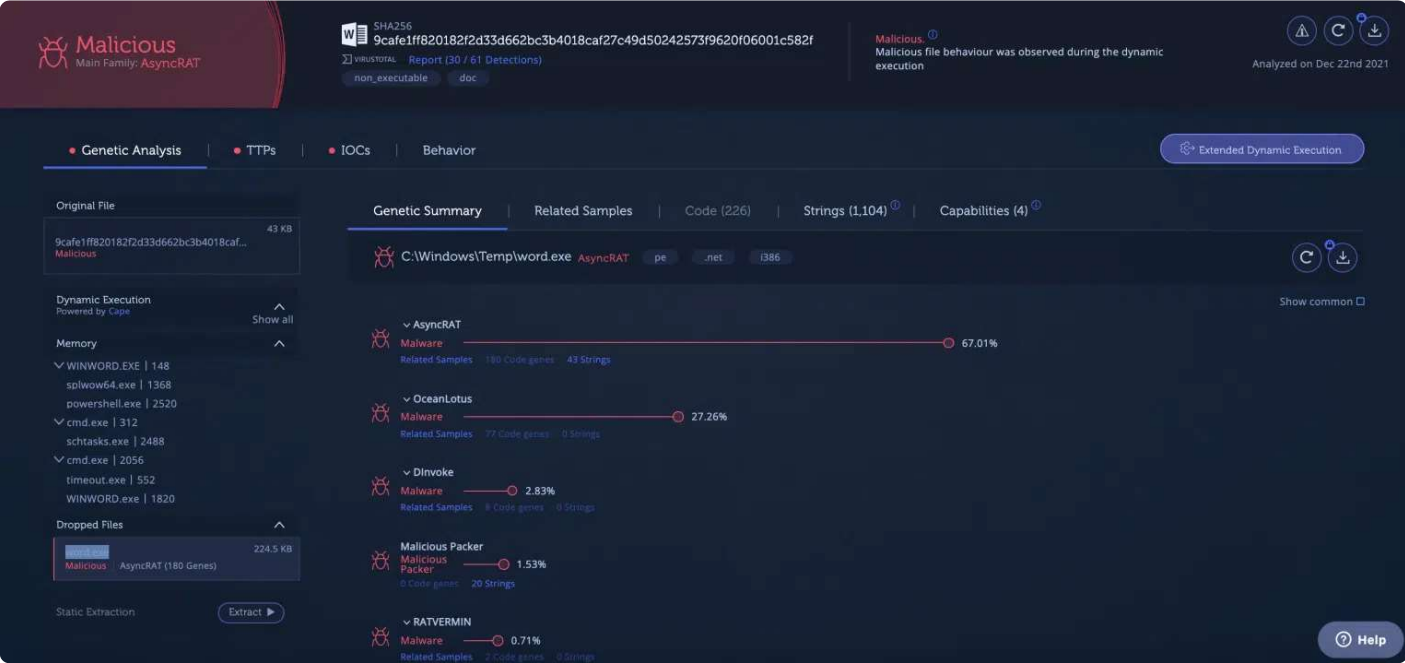 Malicious
Main Family: AsyncRAT
SHA256
9cafe1ff820182f2d33d662bc3b4018caf27c49d50242573f9620f06001c582f
VIRUSTOTAL Report (30 / 61 Detections)
non_executable doc
Malicious.
Malicious file behaviour was observed during the dynamic
execution
Analyzed on Dec 22nd 2021
Genetic Analysis TTPs IOCs Behavior
Extended Dynamic Execution
Original File
43 KB
9cafe1ff820182f2d33d662bc3b4018caf...
Malicious
Dynamic Execution
Powered by Cape
Show all
Memory
WINWORD.EXE | 148
splwow64.exe | 1368
powershell.exe | 2520
cmd.exe | 312
schtasks.exe | 2488
cmd.exe | 2056
timeout.exe | 552
WINWORD.exe | 1820
Dropped Files
word.exe 224.5 KB
Malicious AsyncRAT (180 Genes)
Static Extraction Extract
Genetic Summary Related Samples Code (226) Strings (1,104) Capabilities (4)
C:\Windows\Temp\word.exe AsyncRAT pe .net i386
Show common
AsyncRAT
Malware 67.01%
Related Samples 180 Code genes 43 Strings
OceanLotus
Malware 27.26%
Related Samples 77 Code genes 0 Strings
DInvoke
Malware 2.83%
Related Samples 8 Code genes 0 Strings
Malicious Packer
Malicious
Packer 1.53%
0 Code genes 20 Strings
RATVERMIN
Malware 0.71%
Related Samples 2 Code genes 0 Strings
Help